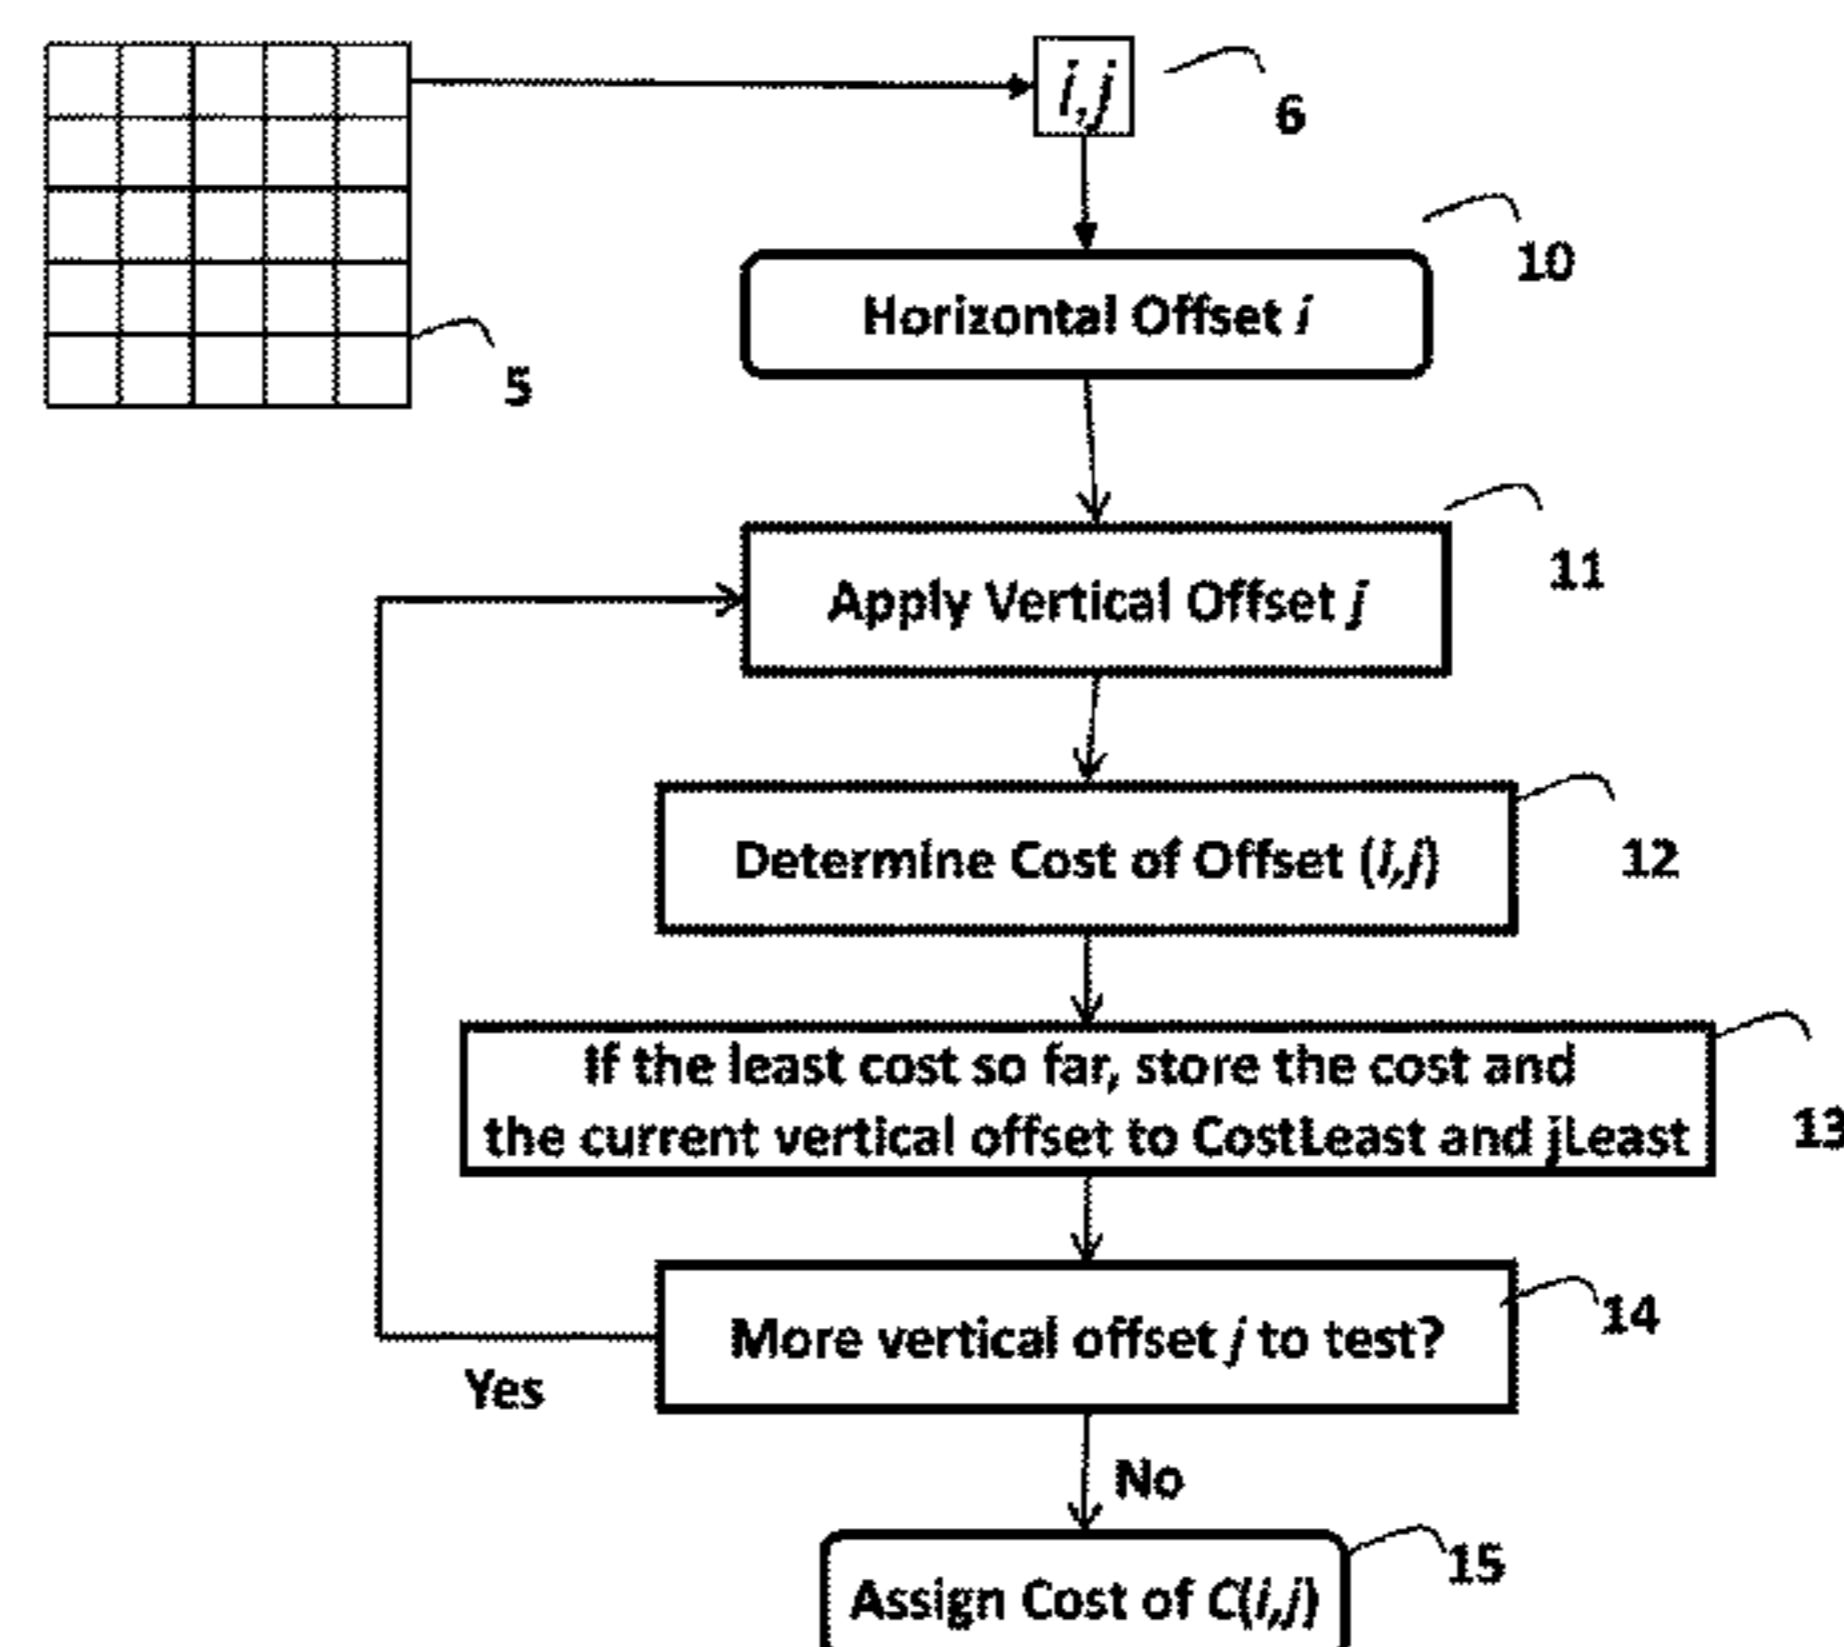 i,j
6
10
Horizontal Offset i
5
11
Apply Vertical Offset j
12
Determine Cost of Offset (i,j)
If the least cost so far, store the cost and
the current vertical offset to CostLeast and jLeast
13
14
More vertical offset j to test?
Yes
No
15
Assign Cost of C(i,j)